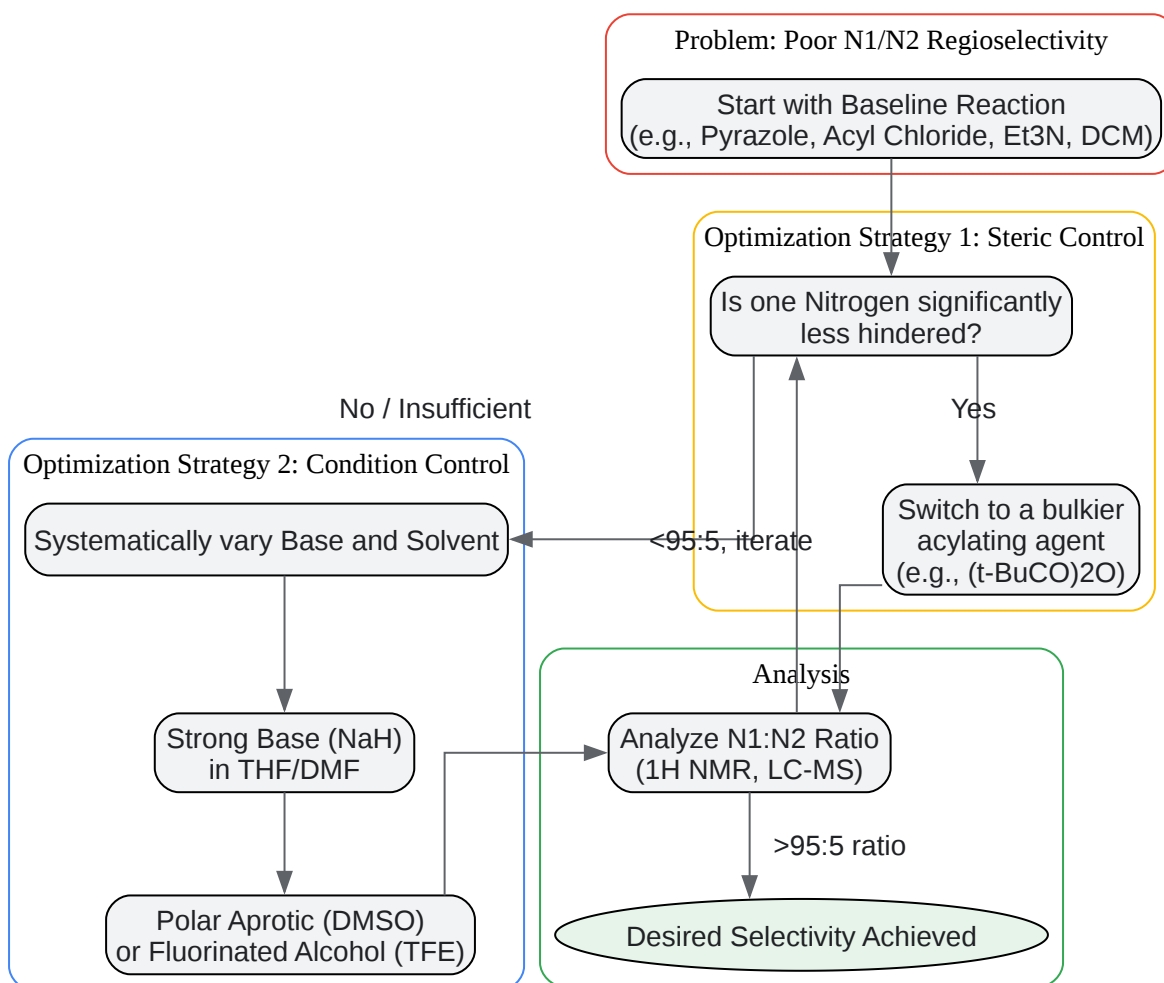 Problem: Poor N1/N2 Regioselectivity
Start with Baseline Reaction
(e.g., Pyrazole, Acyl Chloride, Et3N, DCM)
Optimization Strategy 1: Steric Control
Is one Nitrogen significantly
less hindered?
No / Insufficient
Yes
Optimization Strategy 2: Condition Control
Systematically vary Base and Solvent
<95:5, iterate
Switch to a bulkier
acylating agent
(e.g., (t-BuCO)2O)
Analysis
Strong Base (NaH)
in THF/DMF
Analyze N1:N2 Ratio
(1H NMR, LC-MS)
>95:5 ratio
Polar Aprotic (DMSO)
or Fluorinated Alcohol (TFE)
Desired Selectivity Achieved